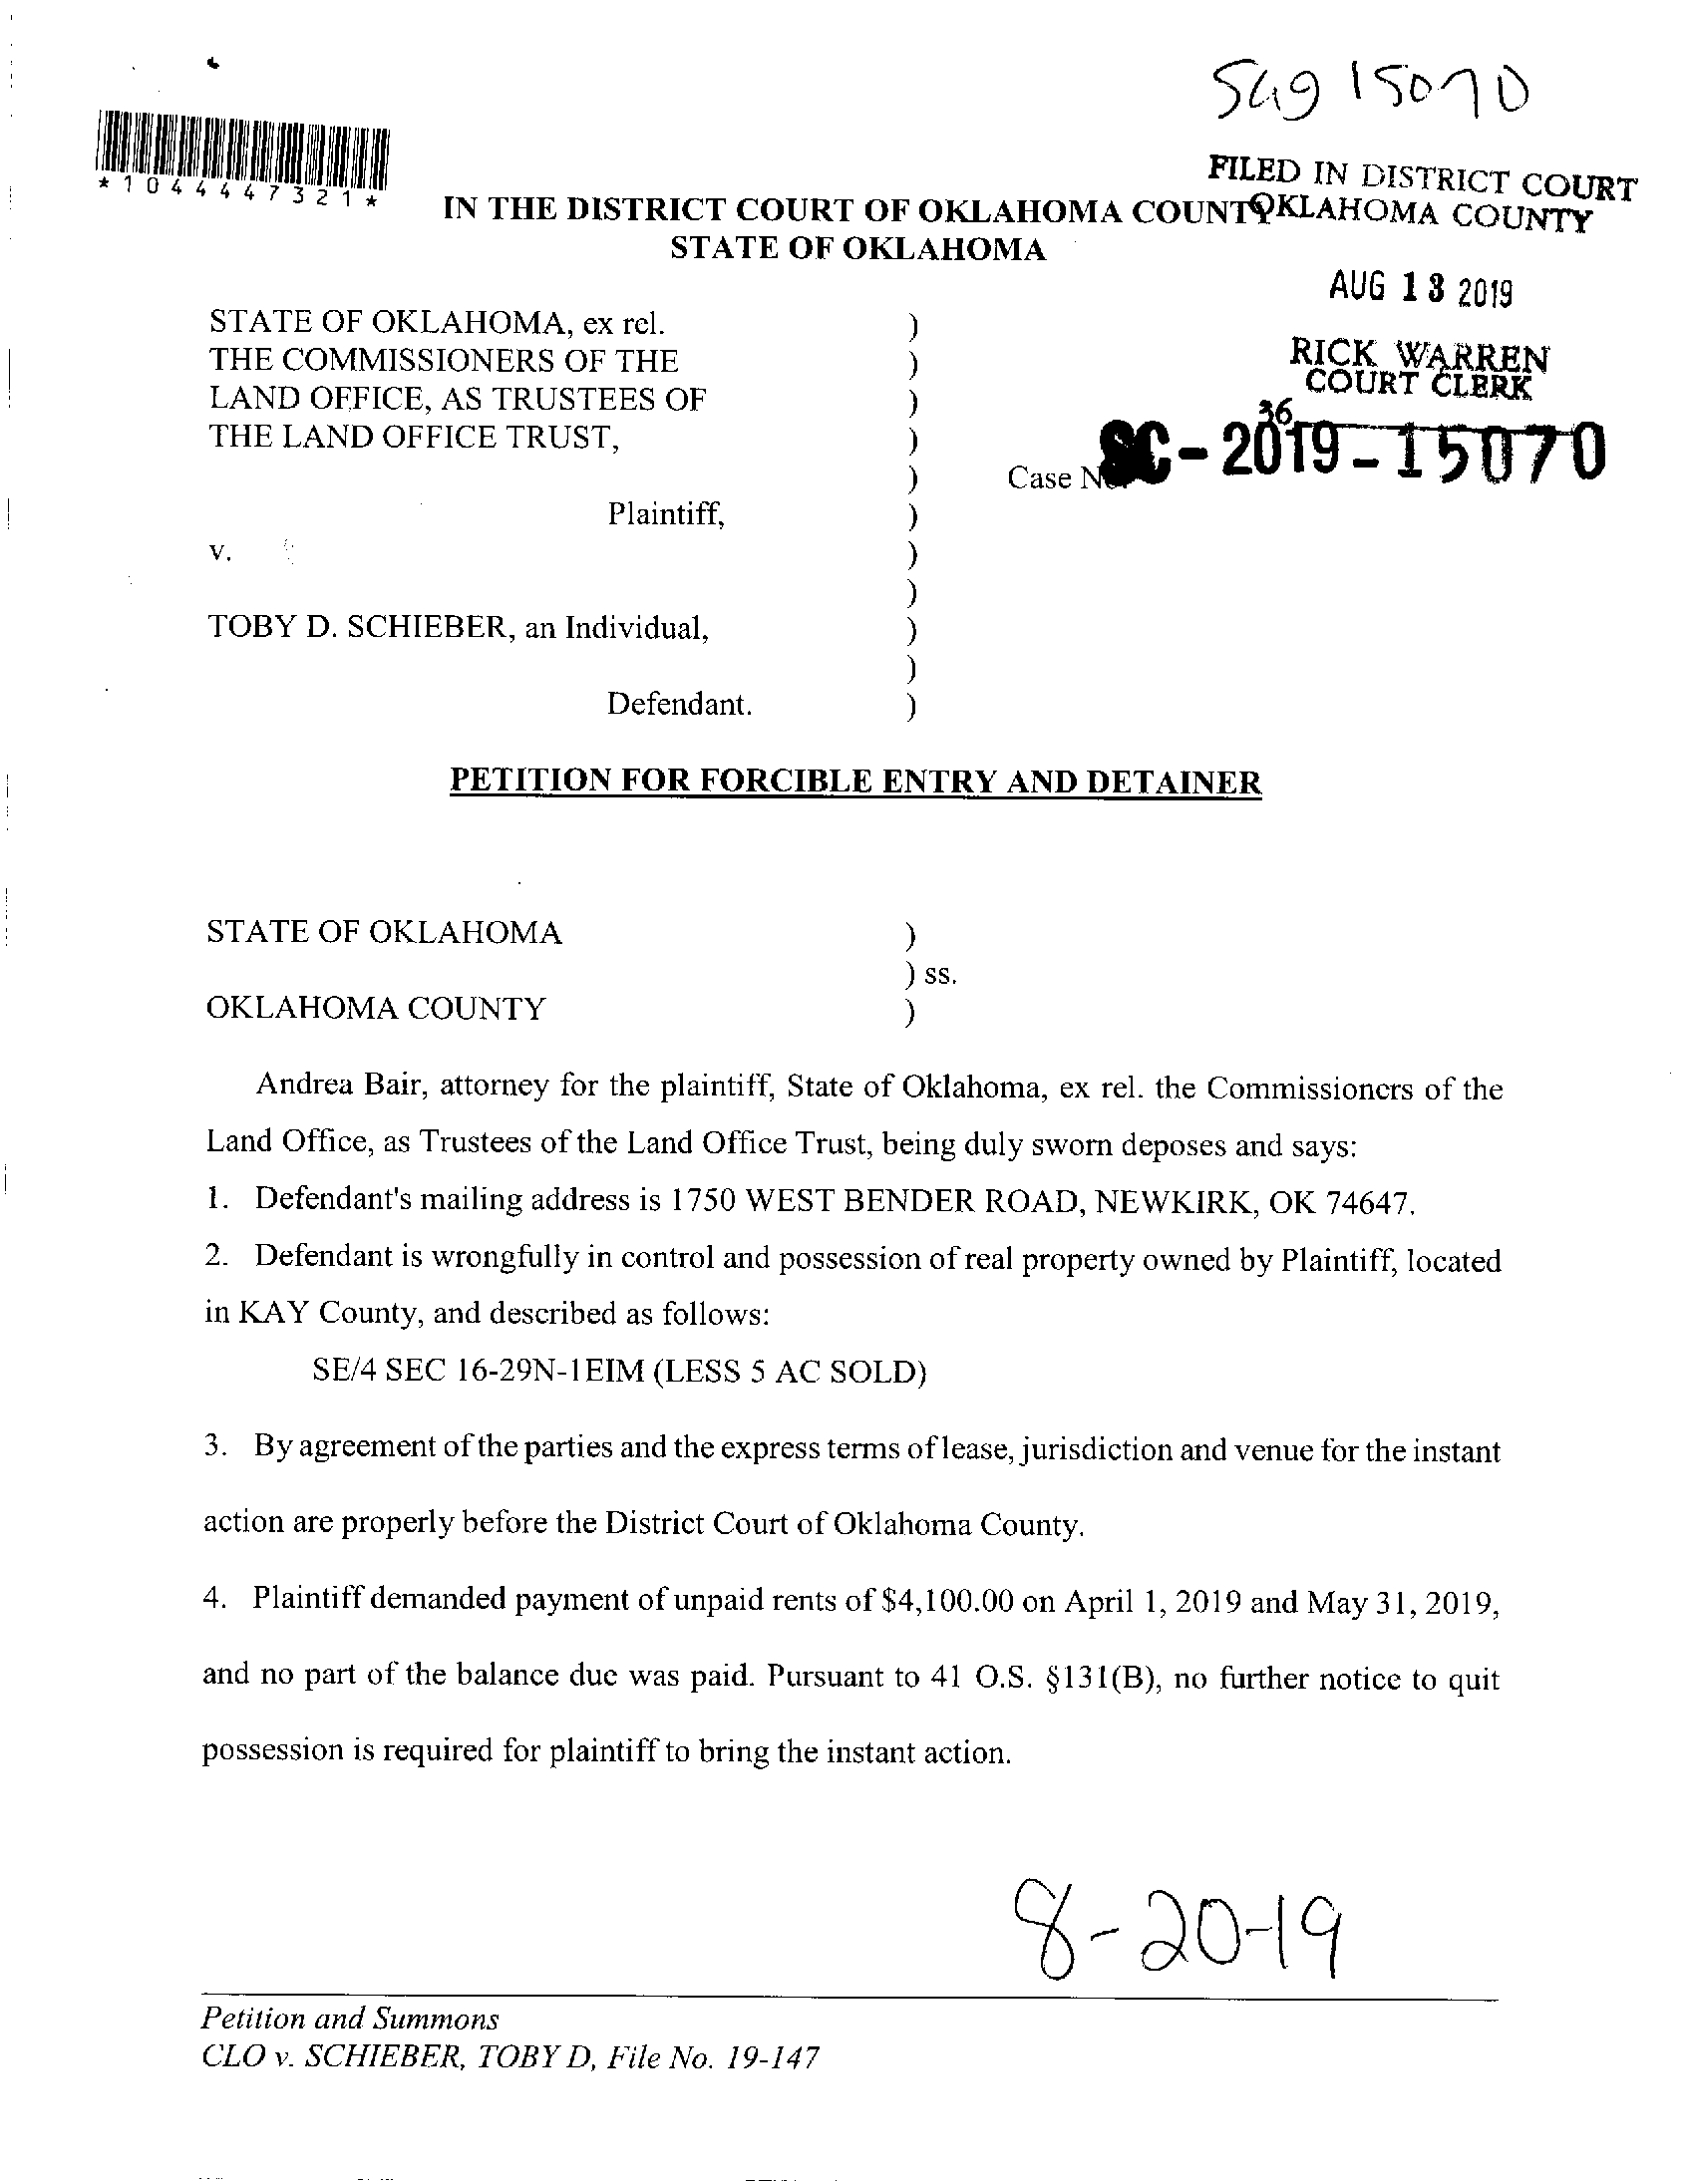 SC19 15070
*1044447321*
FILED IN DISTRICT COURT
OKLAHOMA COUNTY
IN THE DISTRICT COURT OF OKLAHOMA COUNTY
STATE OF OKLAHOMA
AUG 13 2019
RICK WARREN
COURT CLERK
36
STATE OF OKLAHOMA, ex rel. )
THE COMMISSIONERS OF THE )
LAND OFFICE, AS TRUSTEES OF )
THE LAND OFFICE TRUST, )
) Case No. SC-2019-15070
Plaintiff, )
v. )
)
TOBY D. SCHIEBER, an Individual, )
)
Defendant. )
PETITION FOR FORCIBLE ENTRY AND DETAINER
STATE OF OKLAHOMA )
) ss.
OKLAHOMA COUNTY )
Andrea Bair, attorney for the plaintiff, State of Oklahoma, ex rel. the Commissioners of the
Land Office, as Trustees of the Land Office Trust, being duly sworn deposes and says:
1. Defendant's mailing address is 1750 WEST BENDER ROAD, NEWKIRK, OK 74647.
2. Defendant is wrongfully in control and possession of real property owned by Plaintiff, located
in KAY County, and described as follows:
SE/4 SEC 16-29N-1EIM (LESS 5 AC SOLD)
3. By agreement of the parties and the express terms of lease, jurisdiction and venue for the instant
action are properly before the District Court of Oklahoma County.
4. Plaintiff demanded payment of unpaid rents of $4,100.00 on April 1, 2019 and May 31, 2019,
and no part of the balance due was paid. Pursuant to 41 O.S. §131(B), no further notice to quit
possession is required for plaintiff to bring the instant action.
8-20-19
Petition and Summons
CLO v. SCHIEBER, TOBY D, File No. 19-147